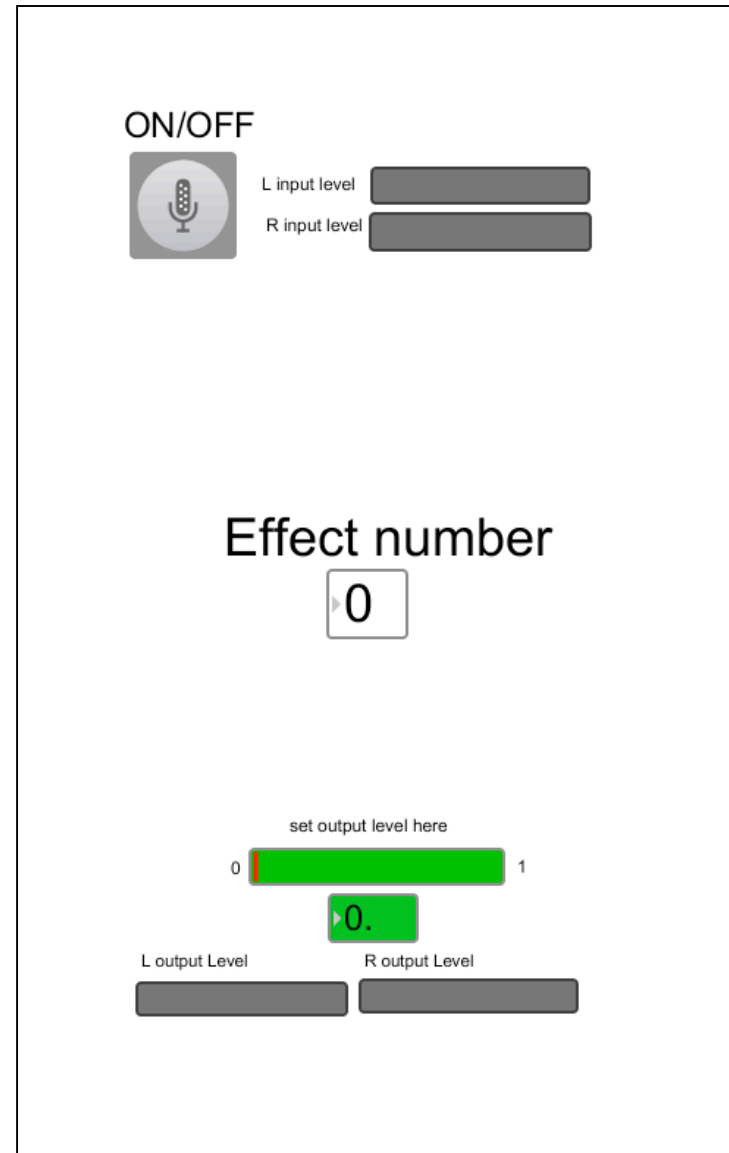 ON/OFF
L input level
R input level
Effect number
0
set output level here
0 1
0.
L output Level R output Level